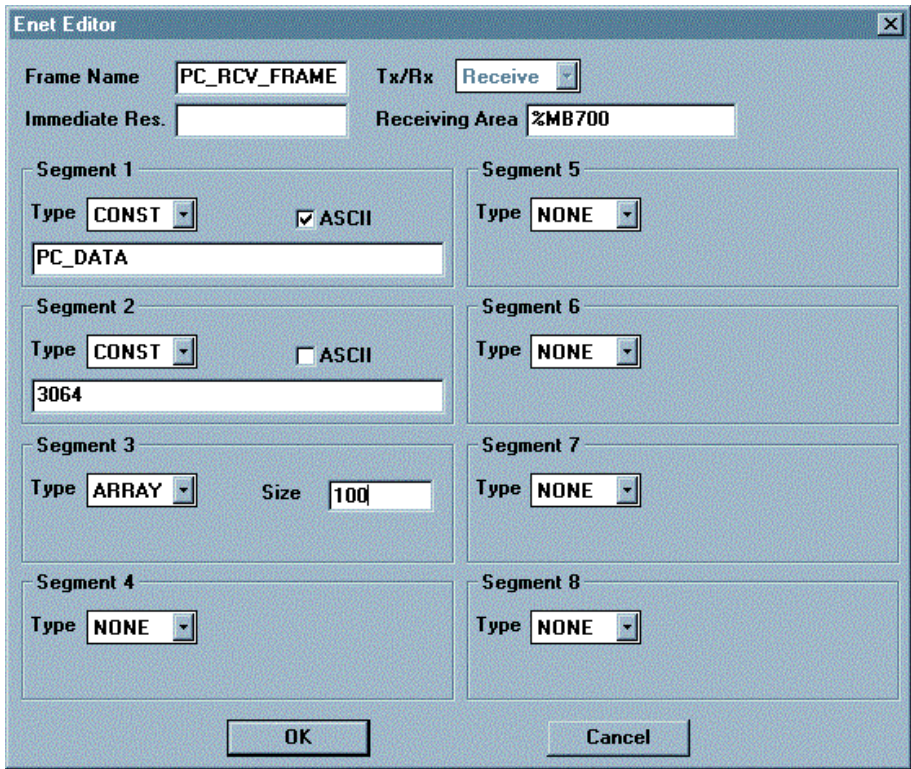 Enet Editor
Frame Name PC_RCV_FRAME Tx/Rx Receive
Immediate Res. Receiving Area %MB700
Segment 1
Type CONST ASCII
PC_DATA
Segment 2
Type CONST ASCII
3064
Segment 3
Type ARRAY Size 100
Segment 4
Type NONE
Segment 5
Type NONE
Segment 6
Type NONE
Segment 7
Type NONE
Segment 8
Type NONE
OK Cancel